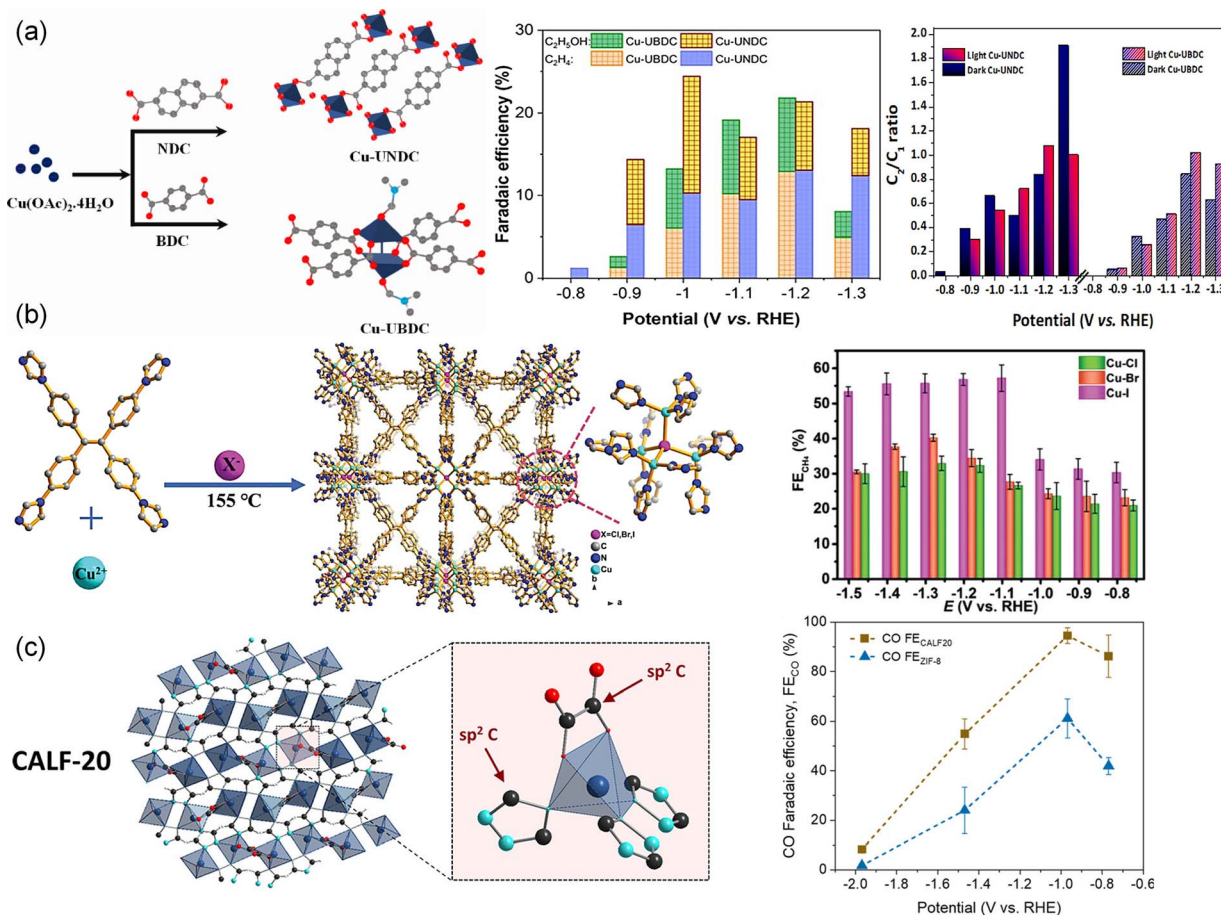 (a)
NDC
Cu(OAc)₂.4H₂O
BDC
Cu-UNDC
Cu-UBDC
C₂H₅OH: Cu-UBDC Cu-UNDC
C₂H₄: Cu-UBDC Cu-UNDC
Faradaic efficiency (%)
30
20
10
0
-0.8 -0.9 -1 -1.1 -1.2 -1.3
Potential (V vs. RHE)
Light Cu-UNDC Light Cu-UBDC
Dark Cu-UNDC Dark Cu-UBDC
C₂/C₁ ratio
2.0
1.8
1.6
1.4
1.2
1.0
0.8
0.6
0.4
0.2
0.0
-0.8 -0.9 -1.0 -1.1 -1.2 -1.3 -0.8 -0.9 -1.0 -1.1 -1.2 -1.3
Potential (V vs. RHE)
(b)
+
Cu²⁺
X⁻
155 °C
X=Cl,Br,I
C
N
Cu
b
a
Cu-Cl
Cu-Br
Cu-I
FE_CH₄ (%)
60
50
40
30
20
10
0
-1.5 -1.4 -1.3 -1.2 -1.1 -1.0 -0.9 -0.8
E (V vs. RHE)
(c)
CALF-20
sp² C
sp² C
CO FE_CALF20
CO FE_ZIF-8
CO Faradaic efficiency, FE_CO (%)
100
80
60
40
20
0
-2.0 -1.8 -1.6 -1.4 -1.2 -1.0 -0.8 -0.6
Potential (V vs. RHE)